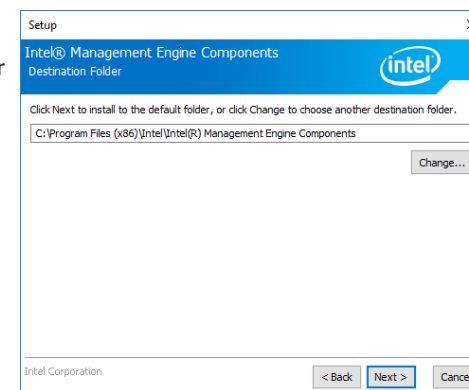 Setup
Intel® Management Engine Components
Destination Folder
intel
Click Next to install to the default folder, or click Change to choose another destination folder.
C:\Program Files (x86)\Intel\Intel(R) Management Engine Components
Change...
Intel Corporation
< Back Next >